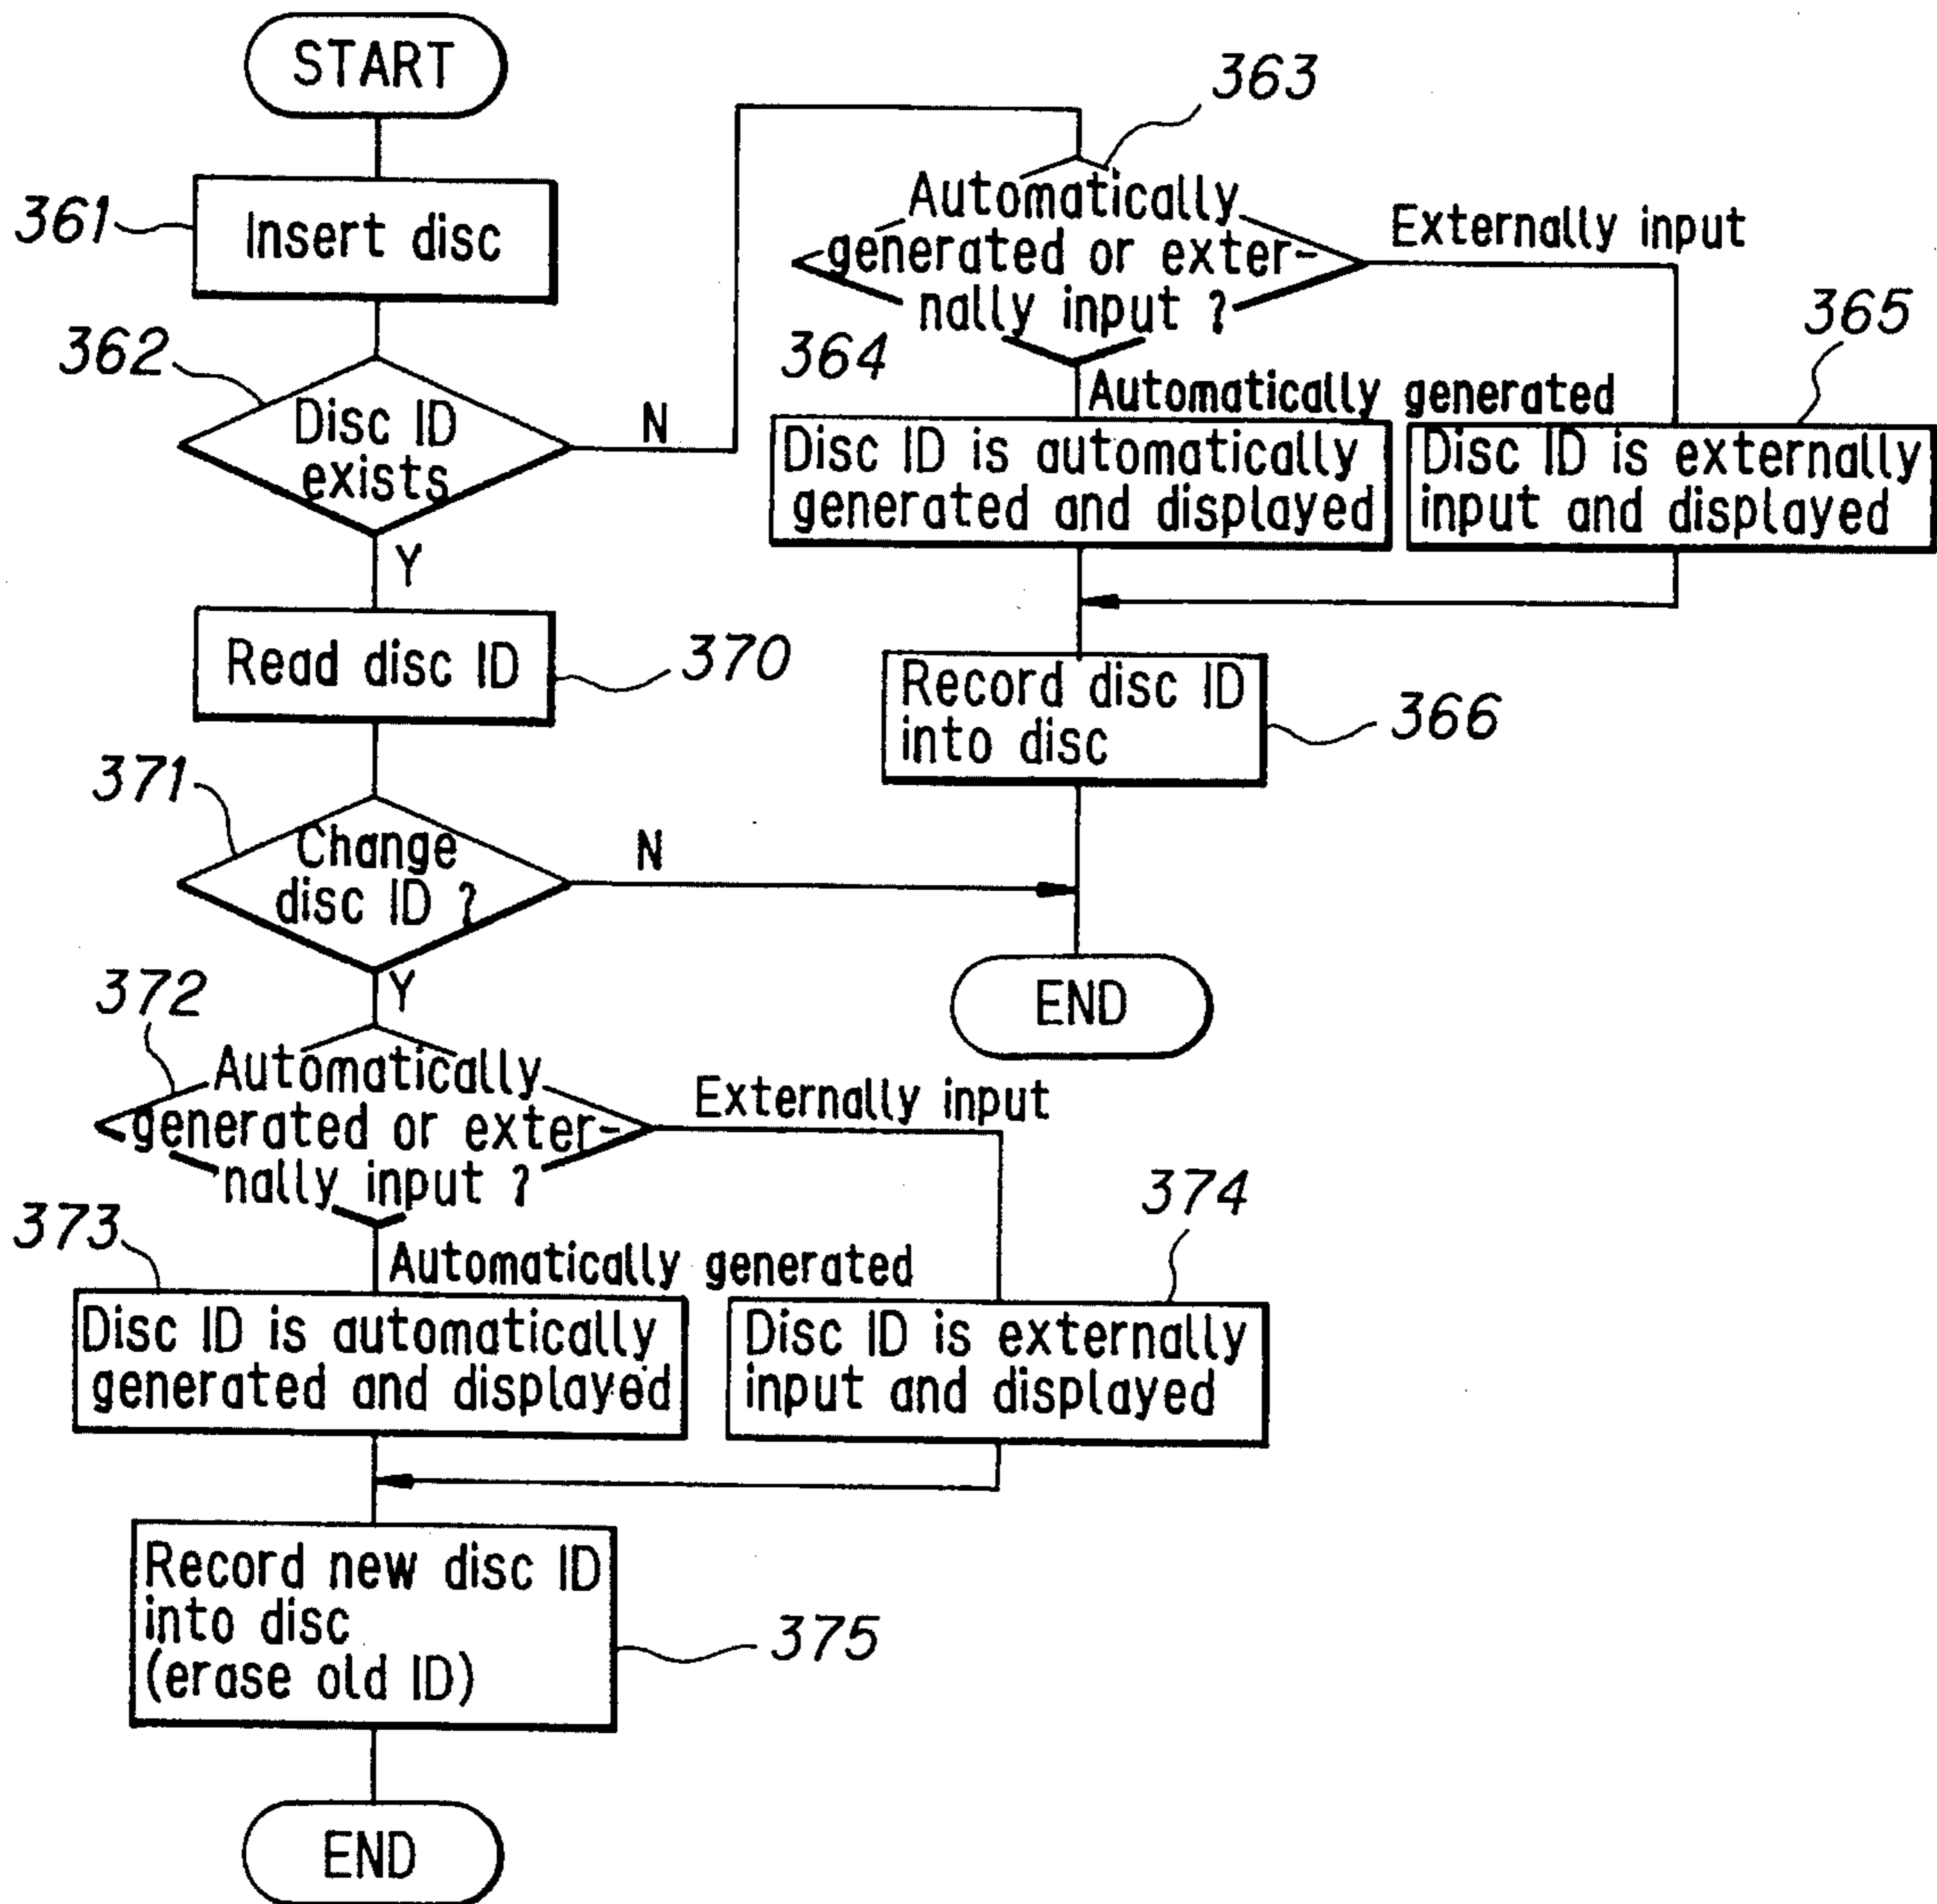 START
361
Insert disc
362
Disc ID
exists
N
Y
Read disc ID
370
371
Change
disc ID ?
N
Y
372
Automatically
generated or exter-
nally input ?
Externally input
373
Automatically generated
374
Disc ID is automatically
generated and displayed
Disc ID is externally
input and displayed
Record new disc ID
into disc
(erase old ID)
375
END
363
Automatically
generated or exter-
nally input ?
Externally input
364
365
Automatically generated
Disc ID is automatically
generated and displayed
Disc ID is externally
input and displayed
Record disc ID
into disc
366
END